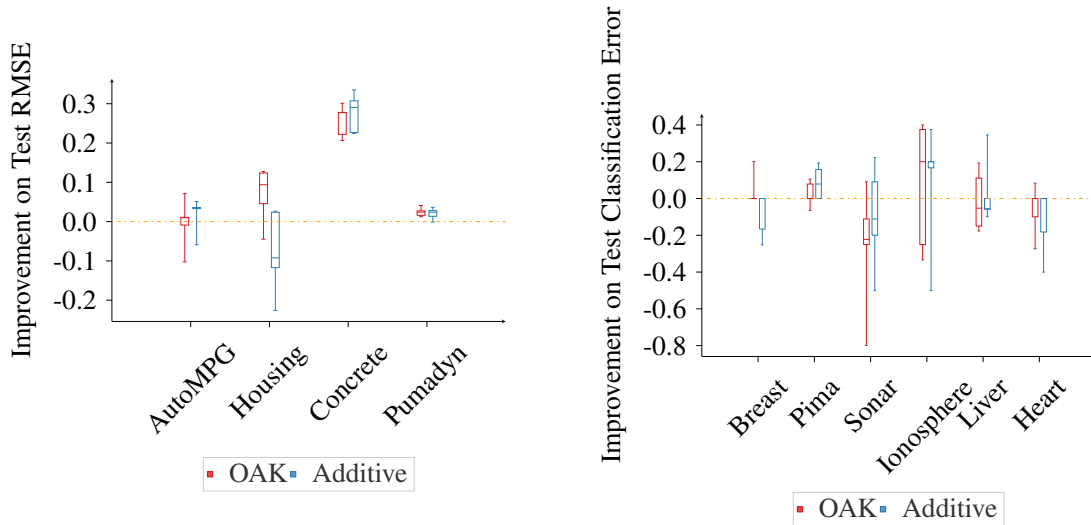 Improvement on Test RMSE
0.3
0.2
0.1
0.0
-0.1
-0.2
AutoMPG
Housing
Concrete
Pumadyn
OAK Additive
Improvement on Test Classification Error
0.4
0.2
0.0
-0.2
-0.4
-0.6
-0.8
Breast
Pima
Sonar
Ionosphere
Liver
Heart
OAK Additive